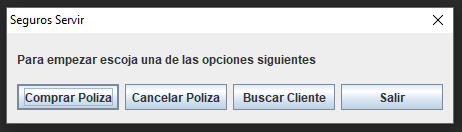 Seguros Servir
Para empezar escoja una de las opciones siguientes
Comprar Poliza Cancelar Poliza Buscar Cliente Salir